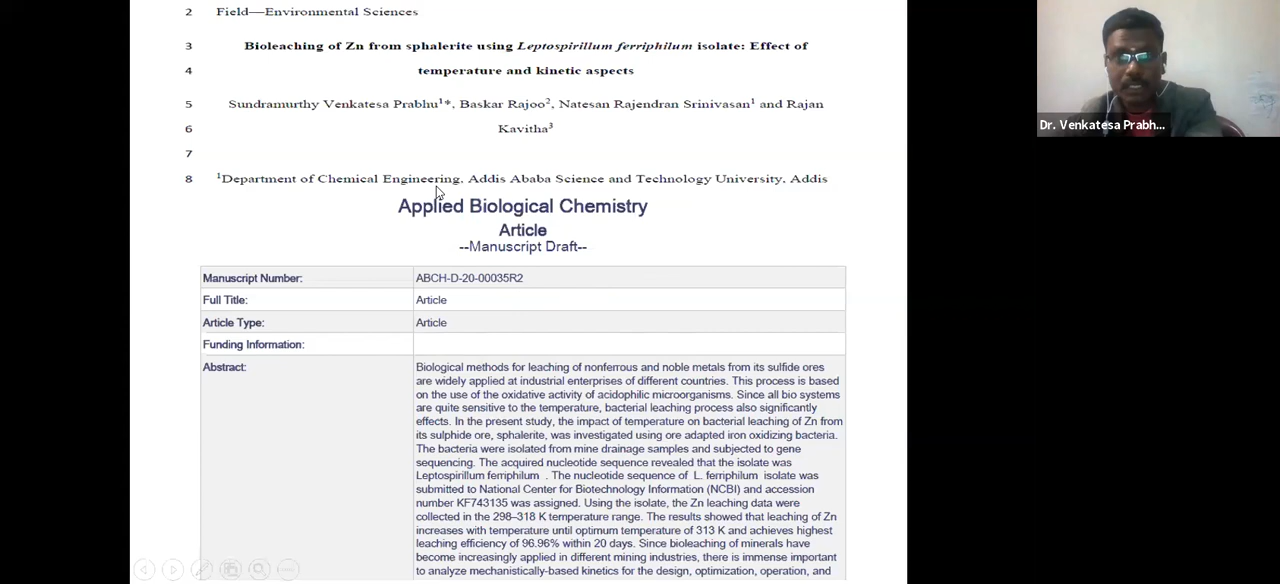 2 Field—Environmental Sciences
3 Bioleaching of Zn from sphalerite using Leptospirillum ferriphilum isolate: Effect of
4 temperature and kinetic aspects
5 Sundramurthy Venkatesa Prabhu1*, Baskar Rajoo2, Natesan Rajendran Srinivasan1 and Rajan
6 Kavitha3
7
8 1Department of Chemical Engineering, Addis Ababa Science and Technology University, Addis
Applied Biological Chemistry
Article
--Manuscript Draft--
Manuscript Number: ABCH-D-20-00035R2
Full Title: Article
Article Type: Article
Funding Information:
Abstract: Biological methods for leaching of nonferrous and noble metals from its sulfide ores
are widely applied at industrial enterprises of different countries. This process is based
on the use of the oxidative activity of acidophilic microorganisms. Since all bio systems
are quite sensitive to the temperature, bacterial leaching process also significantly
effects. In the present study, the impact of temperature on bacterial leaching of Zn from
its sulphide ore, sphalerite, was investigated using ore adapted iron oxidizing bacteria.
The bacteria were isolated from mine drainage samples and subjected to gene
sequencing. The acquired nucleotide sequence revealed that the isolate was
Leptospirillum ferriphilum . The nucleotide sequence of L. ferriphilum isolate was
submitted to National Center for Biotechnology Information (NCBI) and accession
number KF743135 was assigned. Using the isolate, the Zn leaching data were
collected in the 298–318 K temperature range. The results showed that leaching of Zn
increases with temperature until optimum temperature of 313 K and achieves highest
leaching efficiency of 96.96% within 20 days. Since bioleaching of minerals have
become increasingly applied in different mining industries, there is immense important
to analyze mechanistically-based kinetics for the design, optimization, operation, and
Dr. Venkatesa Prabh...